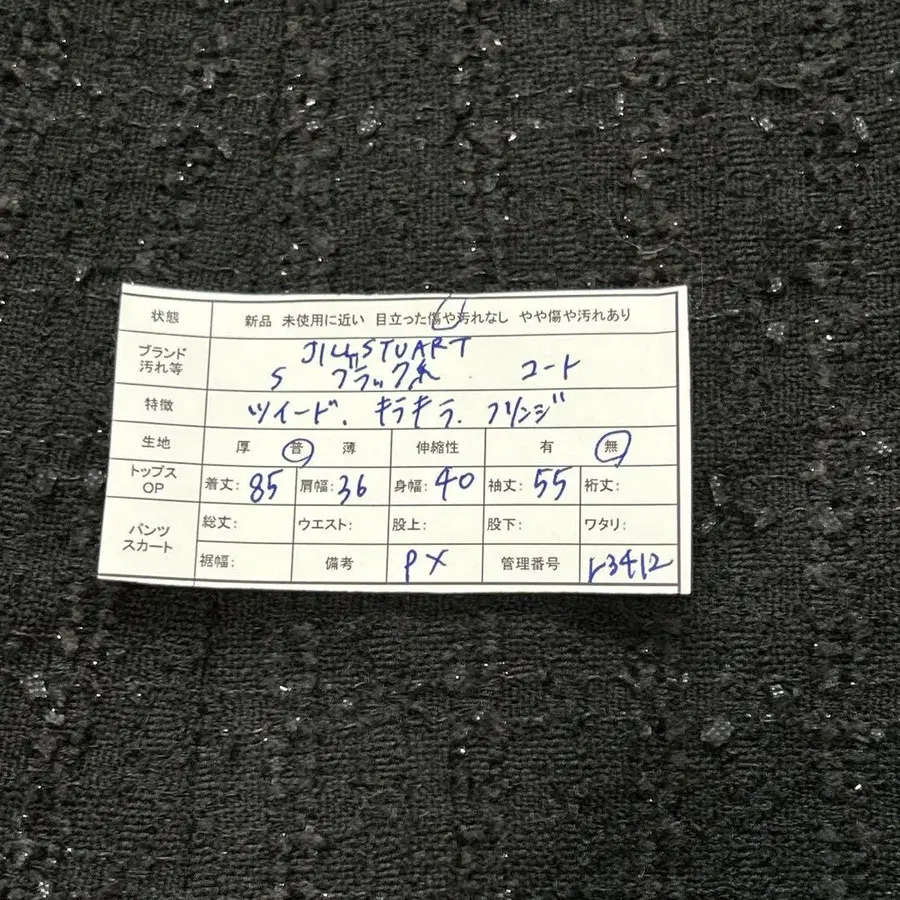 状態 新品 未使用に近い 目立った傷や汚れなし やや傷や汚れあり
ブランド 汚れ等 JILLSTUART
S ブラック系 コート
特徴 ツイード. キラキラ. フリンジ
生地 厚 普 薄 伸縮性 有 無
トップス OP 着丈: 85 肩幅: 36 身幅: 40 袖丈: 55 裄丈:
パンツ スカート 総丈: ウエスト: 股上: 股下: ワタリ:
裾幅: 備考 PX 管理番号 r3412